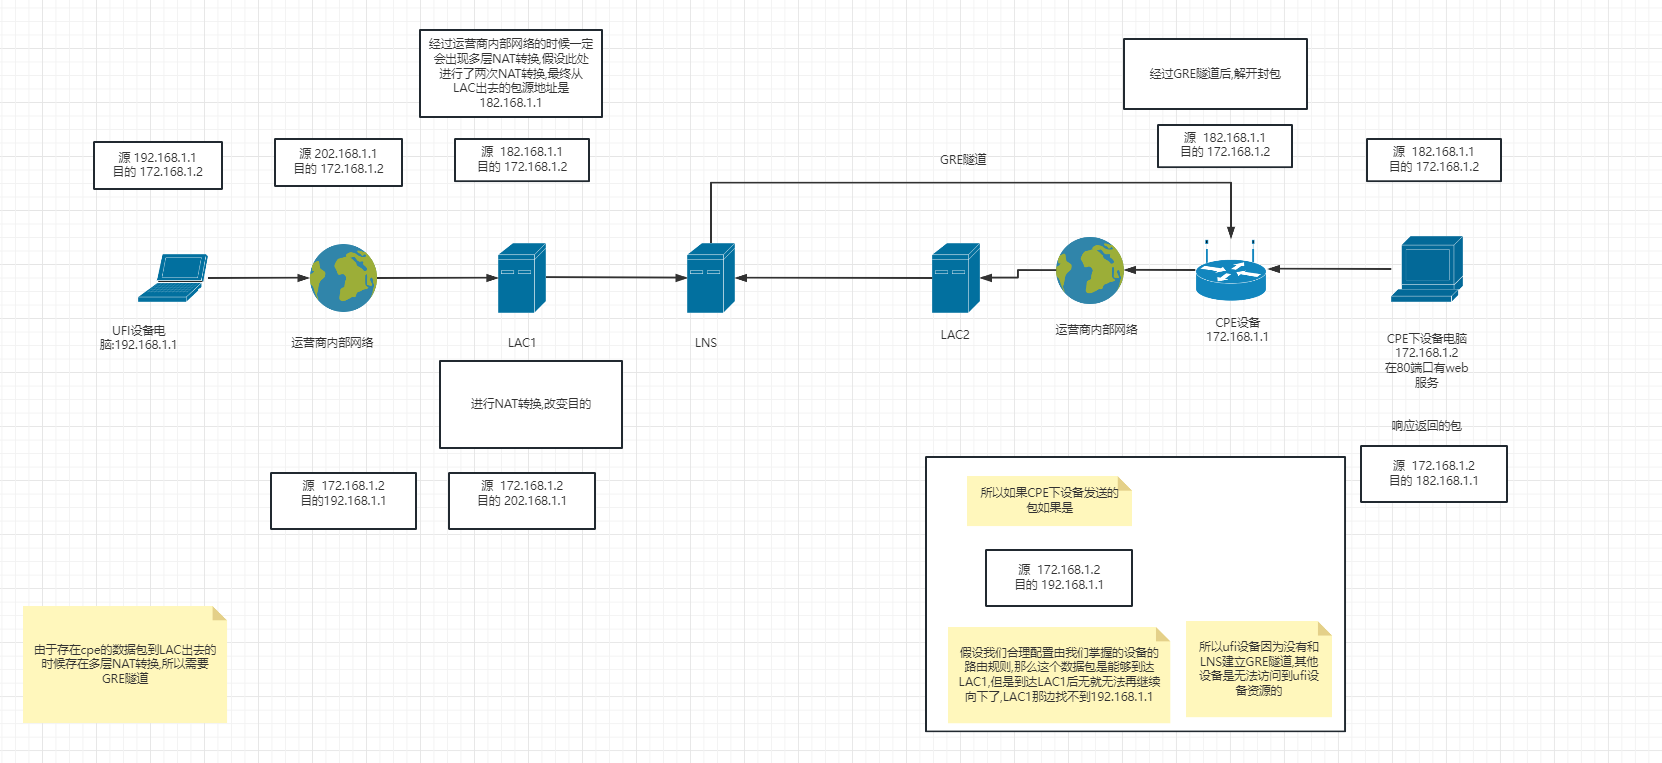 经过运营商内部网络的时候一定
会出现多层NAT转换,假设此处
进行了两次NAT转换,最终从
LAC出去的包源地址是
182.168.1.1
经过GRE隧道后,解开封包
源 192.168.1.1
目的 172.168.1.2
源 202.168.1.1
目的 172.168.1.2
源 182.168.1.1
目的 172.168.1.2
GRE隧道
源 182.168.1.1
目的 172.168.1.2
源 182.168.1.1
目的 172.168.1.2
UFI设备电
脑:192.168.1.1
运营商内部网络
LAC1
LNS
LAC2
运营商内部网络
CPE设备
172.168.1.1
CPE下设备电脑
172.168.1.2
在80端口有web
服务
进行NAT转换,改变目的
响应返回的包
源 172.168.1.2
目的192.168.1.1
源 172.168.1.2
目的 202.168.1.1
源 172.168.1.2
目的 182.168.1.1
所以如果CPE下设备发送的
包如果是
源 172.168.1.2
目的 192.168.1.1
由于存在cpe的数据包到LAC出去的
时候存在多层NAT转换,所以需要
GRE隧道
假设我们合理配置由我们掌握的设备的
路由规则,那么这个数据包是能够到达
LAC1,但是到达LAC1后无就无法再继续
向下了,LAC1那边找不到192.168.1.1
所以ufi设备因为没有和
LNS建立GRE隧道,其他
设备是无法访问到ufi设
备资源的